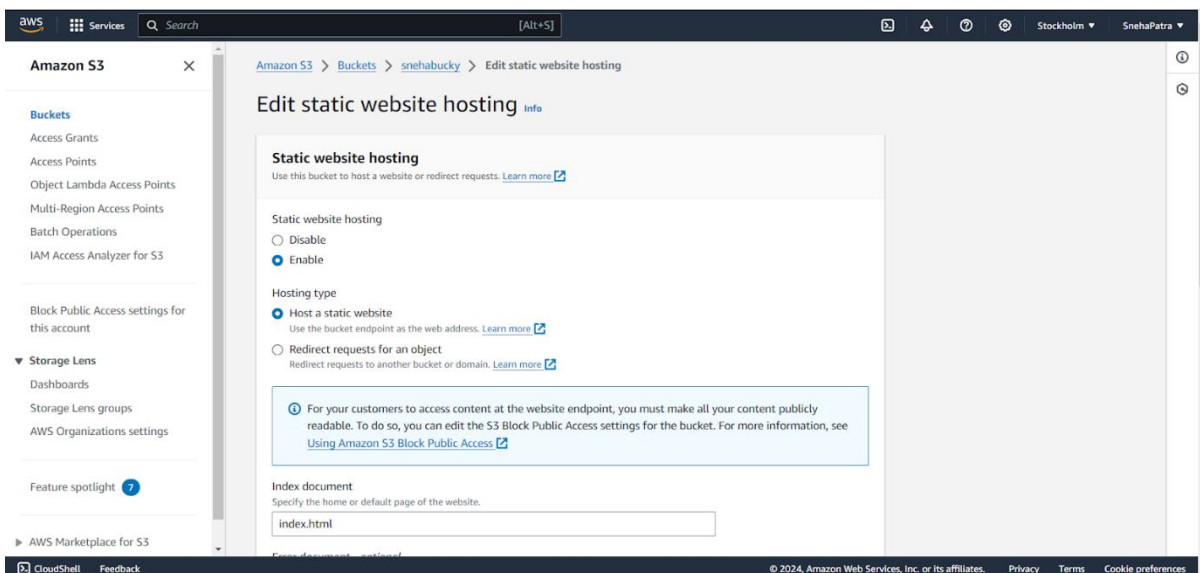 aws Services Search [Alt+S] Stockholm ▼ SnehaPatra ▼
Amazon S3
Buckets
Access Grants
Access Points
Object Lambda Access Points
Multi-Region Access Points
Batch Operations
IAM Access Analyzer for S3
Block Public Access settings for
this account
▼ Storage Lens
Dashboards
Storage Lens groups
AWS Organizations settings
Feature spotlight 7
▶ AWS Marketplace for S3
Amazon S3 > Buckets > snehabucky > Edit static website hosting
Edit static website hosting Info
Static website hosting
Use this bucket to host a website or redirect requests. Learn more
Static website hosting
Disable
Enable
Hosting type
Host a static website
Use the bucket endpoint as the web address. Learn more
Redirect requests for an object
Redirect requests to another bucket or domain. Learn more
For your customers to access content at the website endpoint, you must make all your content publicly
readable. To do so, you can edit the S3 Block Public Access settings for the bucket. For more information, see
Using Amazon S3 Block Public Access
Index document
Specify the home or default page of the website.
index.html
Error document - optional
CloudShell Feedback © 2024, Amazon Web Services, Inc. or its affiliates. Privacy Terms Cookie preferences